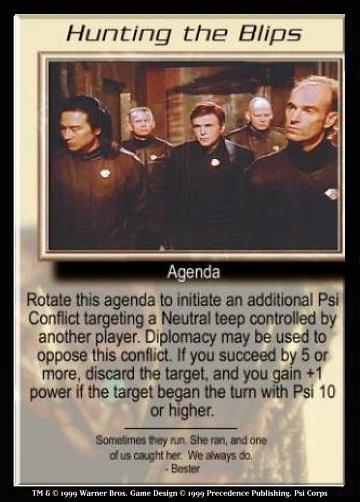 Hunting the Blips
Agenda
Rotate this agenda to initiate an additional Psi
Conflict targeting a Neutral teep controlled by
another player. Diplomacy may be used to
oppose this conflict. If you succeed by 5 or
more, discard the target, and you gain +1
power if the target began the turn with Psi 10
or higher.
Sometimes they run. She ran, and one
of us caught her.  We always do.
- Bester
TM & © 1999 Warner Bros. Game Design © 1999 Precedence Publishing. Psi Corps